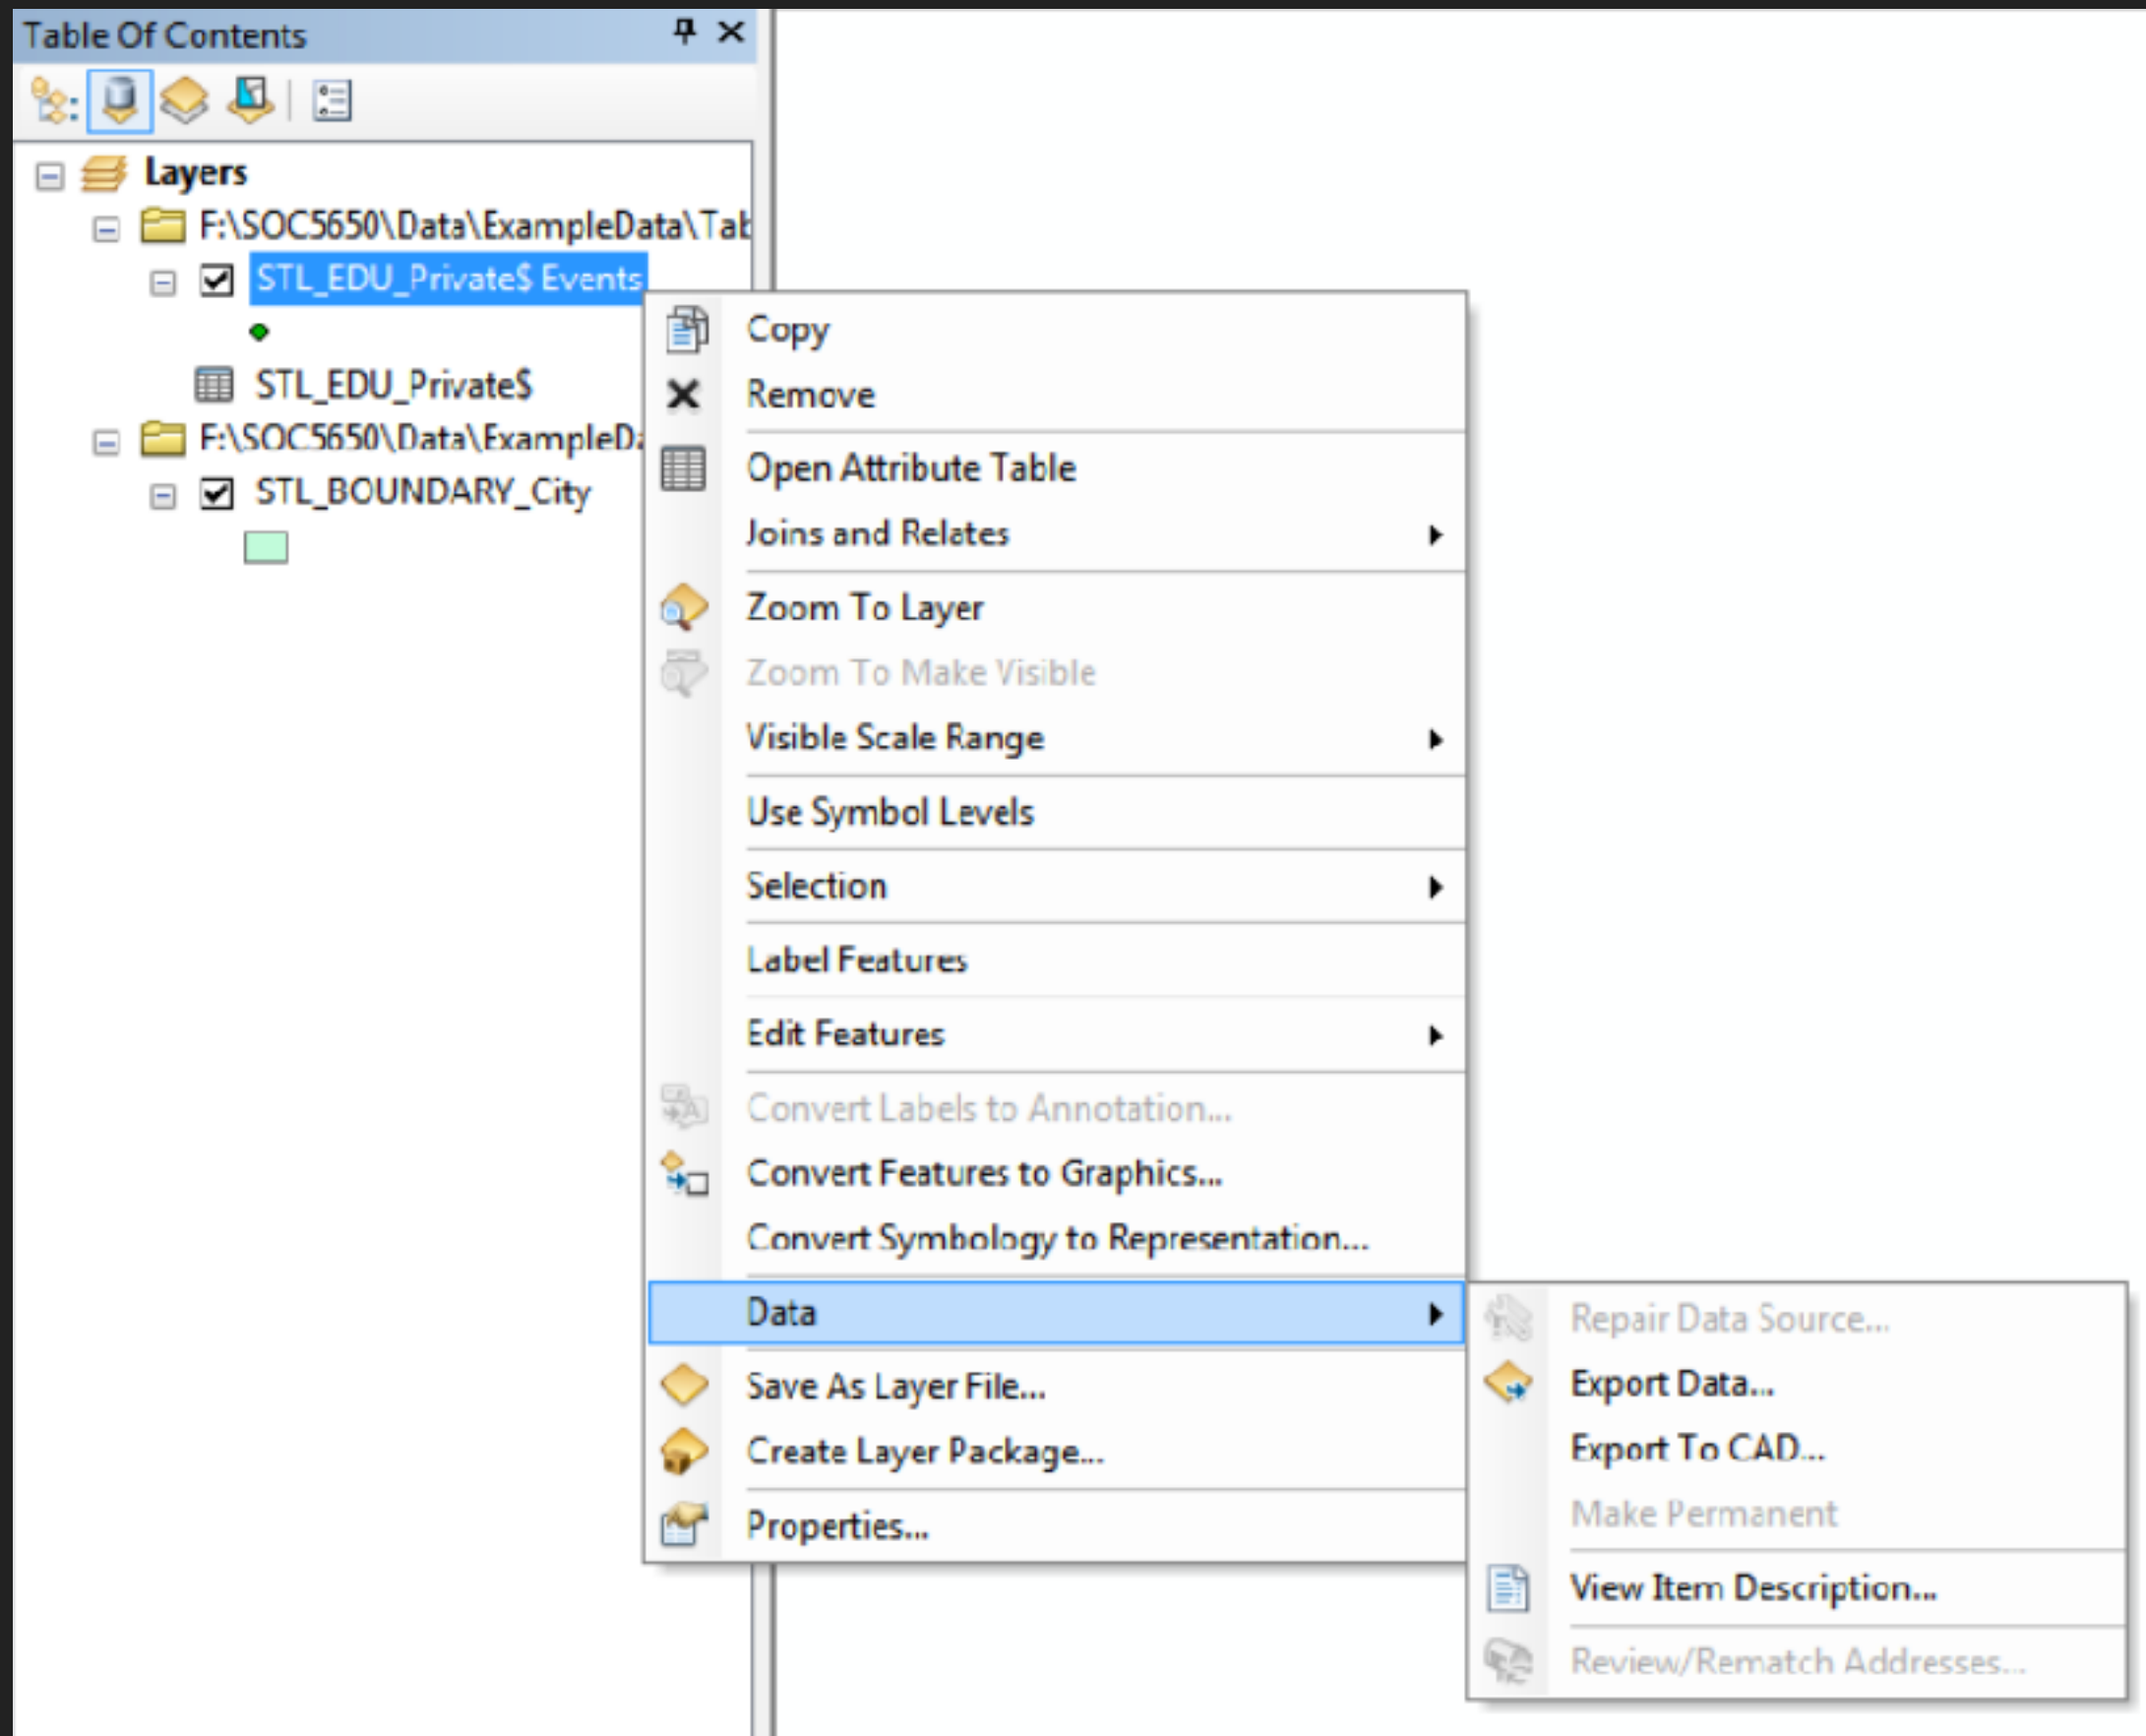 Table Of Contents
Layers
F:\SOC5650\Data\ExampleData\Tab
STL_EDU_Private$ Events
STL_EDU_Private$
F:\SOC5650\Data\ExampleDa
STL_BOUNDARY_City
Copy
Remove
Open Attribute Table
Joins and Relates
Zoom To Layer
Zoom To Make Visible
Visible Scale Range
Use Symbol Levels
Selection
Label Features
Edit Features
Convert Labels to Annotation...
Convert Features to Graphics...
Convert Symbology to Representation...
Data
Save As Layer File...
Create Layer Package...
Properties...
Repair Data Source...
Export Data...
Export To CAD...
Make Permanent
View Item Description...
Review/Rematch Addresses...